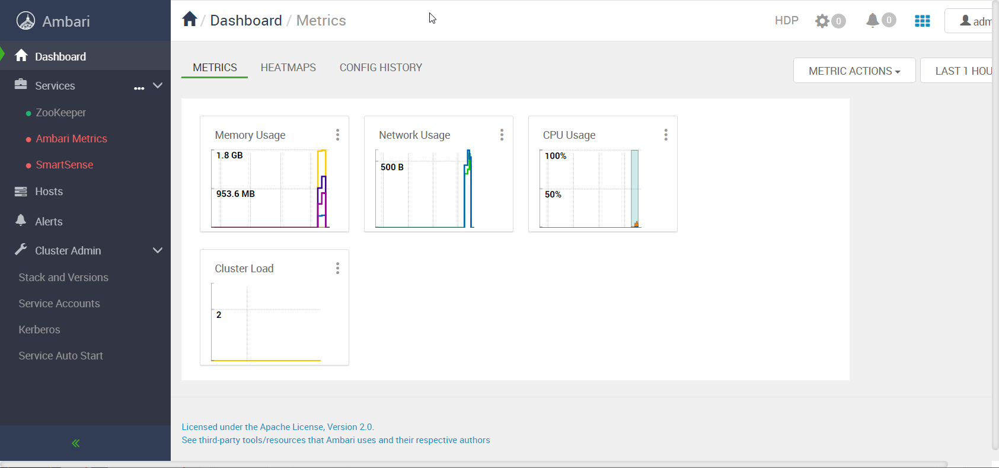 Ambari
Dashboard
Services
ZooKeeper
Ambari Metrics
SmartSense
Hosts
Alerts
Cluster Admin
Stack and Versions
Service Accounts
Kerberos
Service Auto Start
/ Dashboard / Metrics
HDP 0 0 adm
METRICS HEATMAPS CONFIG HISTORY
METRIC ACTIONS LAST 1 HOU
Memory Usage
1.8 GB
953.6 MB
Network Usage
500 B
CPU Usage
100%
50%
Cluster Load
2
Licensed under the Apache License, Version 2.0.
See third-party tools/resources that Ambari uses and their respective authors